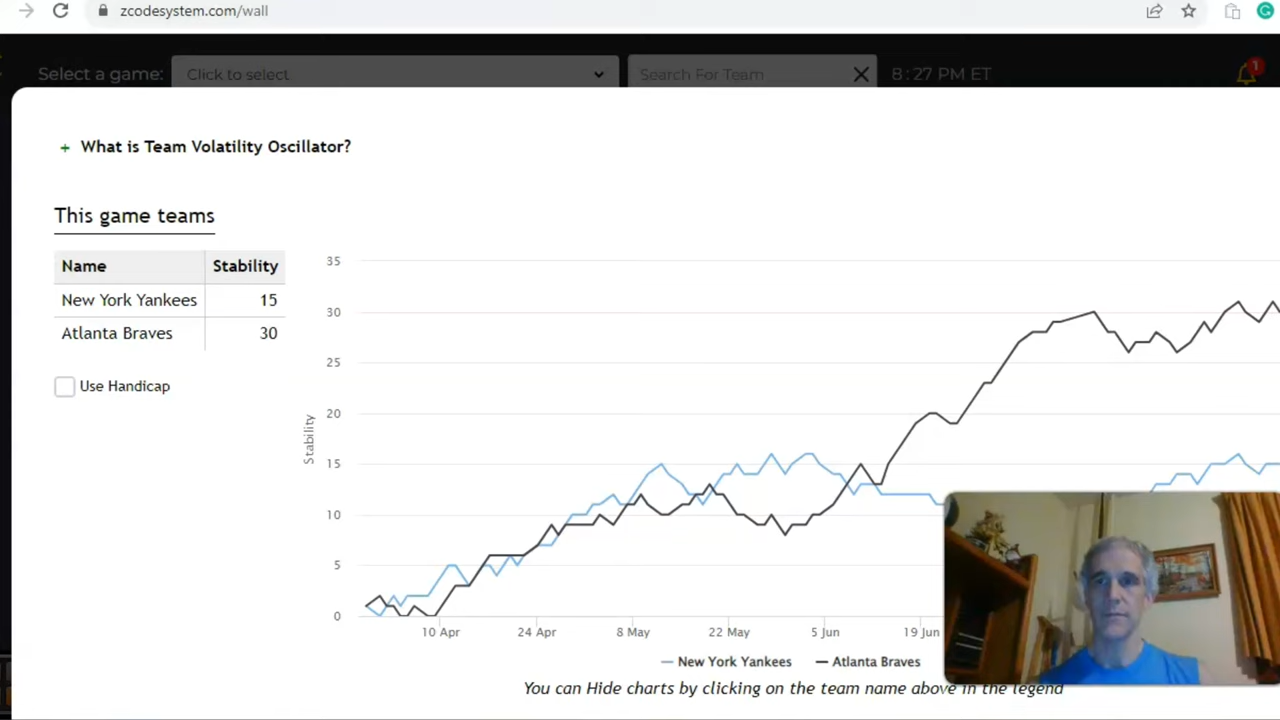 zcodesystem.com/wall
Select a game: Click to select Search For Team 8:27 PM ET 1
+ What is Team Volatility Oscillator?
This game teams
Name Stability
New York Yankees 15
Atlanta Braves 30
Use Handicap
Stability
35
30
25
20
15
10
5
0
10 Apr 24 Apr 8 May 22 May 5 Jun 19 Jun
New York Yankees Atlanta Braves
You can Hide charts by clicking on the team name above in the legend